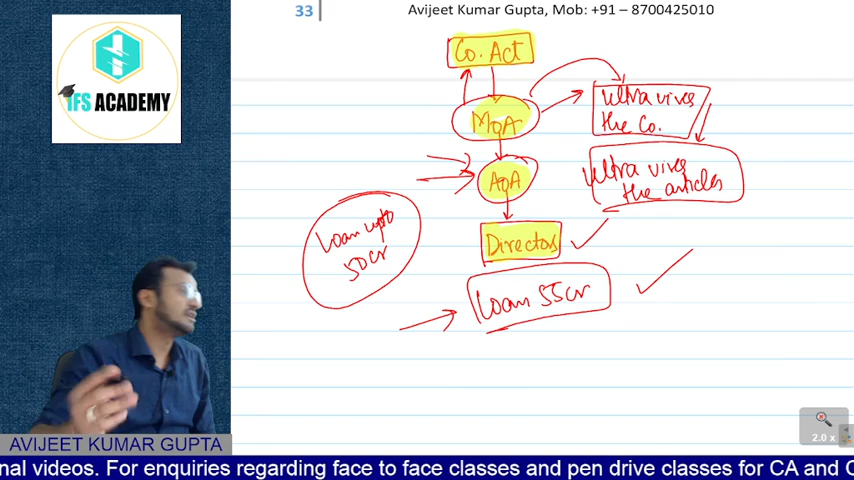 33 | Avijeet Kumar Gupta, Mob: +91 – 8700425010
IFS ACADEMY
Co. Act
MOA
ultra vires
the Co.
AOA
ultra vires
the articles
Loan upto
50cr
Directors
Loan 55cr
2.0 x
AVIJEET KUMAR GUPTA
nal videos. For enquiries regarding face to face classes and pen drive classes for CA and C